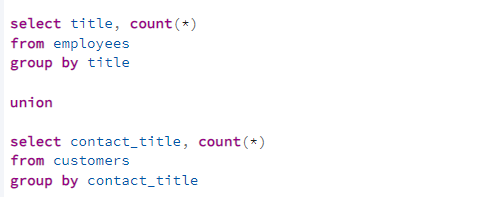 select title, count(*)
from employees
group by title
union
select contact_title, count(*)
from customers
group by contact_title